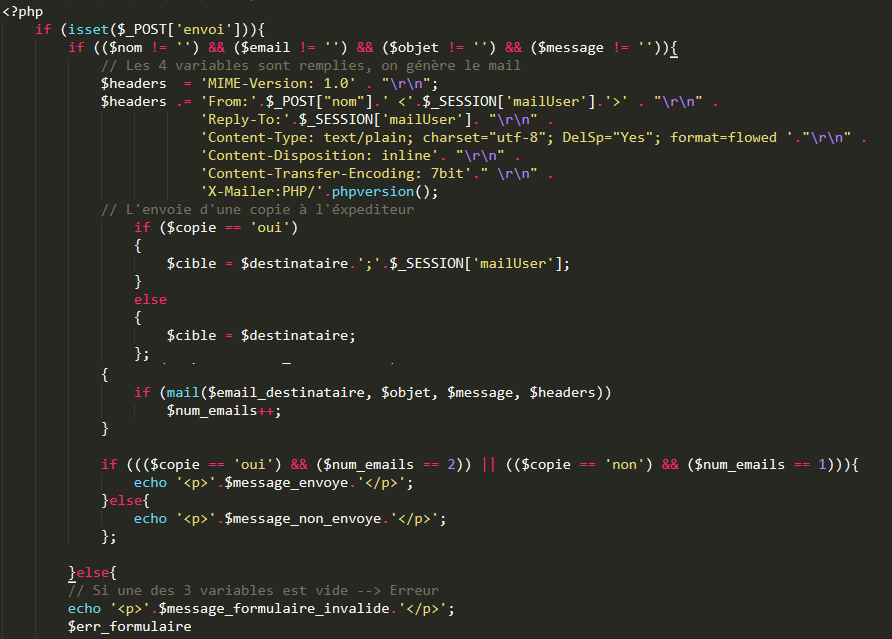 <?php
if (isset($_POST['envoi'])){
if (($nom != '') && ($email != '') && ($objet != '') && ($message != '')){
// Les 4 variables sont remplies, on génère le mail
$headers  = 'MIME-Version: 1.0' . "\r\n";
$headers .= 'From:'.$_POST["nom"].' <'.$_SESSION['mailUser'].'>' . "\r\n" .
'Reply-To:'.$_SESSION['mailUser']. "\r\n" .
'Content-Type: text/plain; charset="utf-8"; DelSp="Yes"; format=flowed '."\r\n" .
'Content-Disposition: inline'. "\r\n" .
'Content-Transfer-Encoding: 7bit'." \r\n" .
'X-Mailer:PHP/'.phpversion();
// L'envoie d'une copie à l'éxpediteur
if ($copie == 'oui')
{
$cible = $destinataire.';'.$_SESSION['mailUser'];
}
else
{
$cible = $destinataire;
};
{
if (mail($email_destinataire, $objet, $message, $headers))
$num_emails++;
}
if ((($copie == 'oui') && ($num_emails == 2)) || (($copie == 'non') && ($num_emails == 1))){
echo '<p>'.$message_envoye.'</p>';
}else{
echo '<p>'.$message_non_envoye.'</p>';
};
}else{
// Si une des 3 variables est vide --> Erreur
echo '<p>'.$message_formulaire_invalide.'</p>';
$err_formulaire